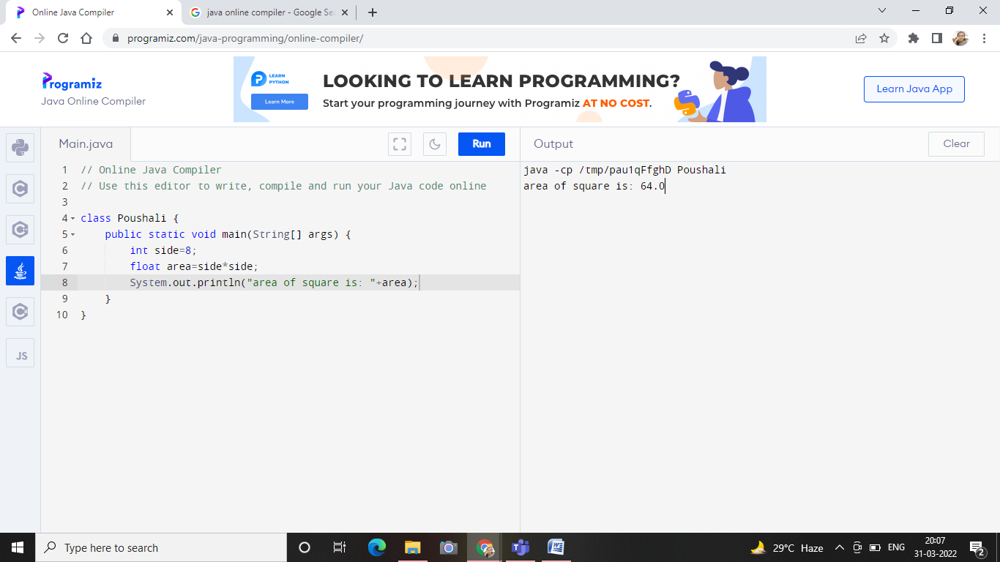 Online Java Compiler
java online compiler - Google Se
programiz.com/java-programming/online-compiler/
Programiz
Java Online Compiler
LEARN
PYTHON
Learn More
LOOKING TO LEARN PROGRAMMING?
Start your programming journey with Programiz AT NO COST.
Learn Java App
Main.java
Run
Output
Clear
1 // Online Java Compiler
2 // Use this editor to write, compile and run your Java code online
3
4 class Poushali {
5 public static void main(String[] args) {
6 int side=8;
7 float area=side*side;
8 System.out.println("area of square is: "+area);
9 }
10 }
java -cp /tmp/pau1qFfghD Poushali
area of square is: 64.0
JS
Type here to search
29°C Haze
ENG
20:07
31-03-2022
2